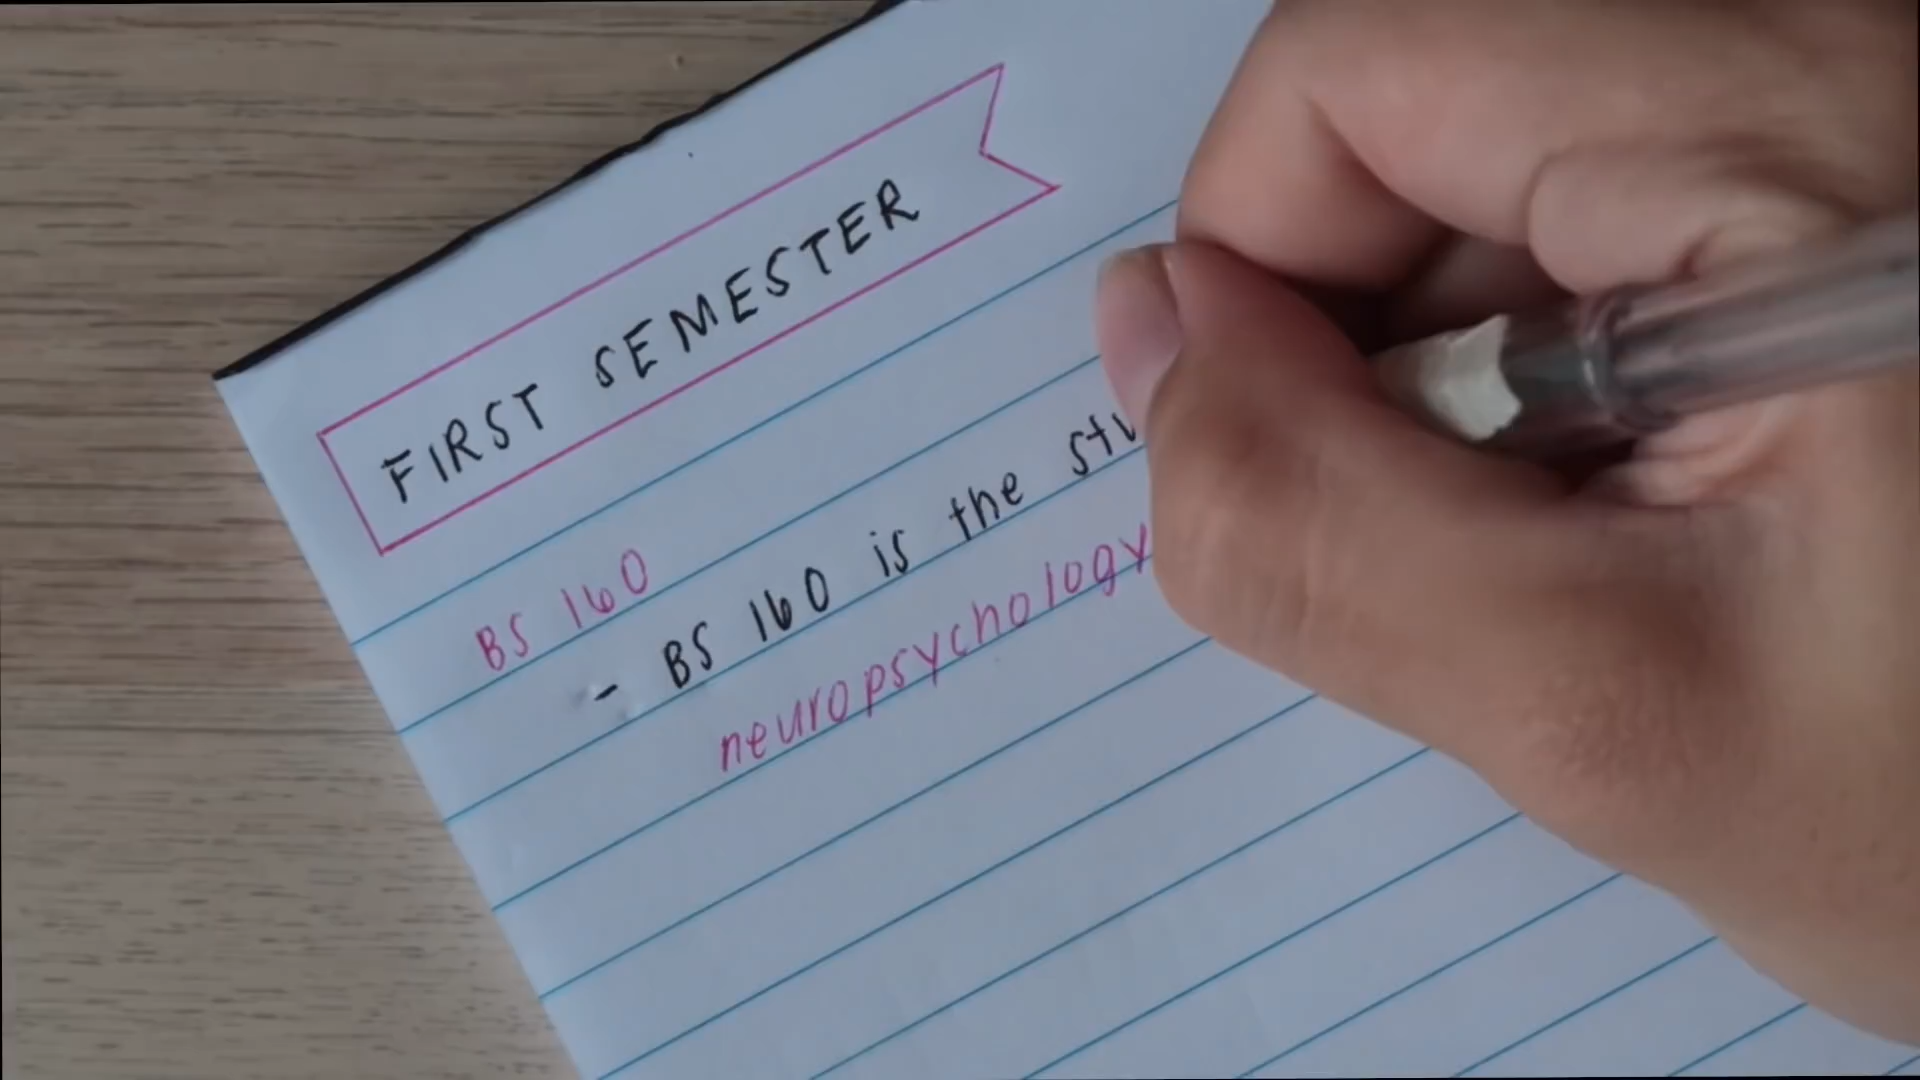 FIRST SEMESTER
BS 160
- BS 160 is the
neuropsychology